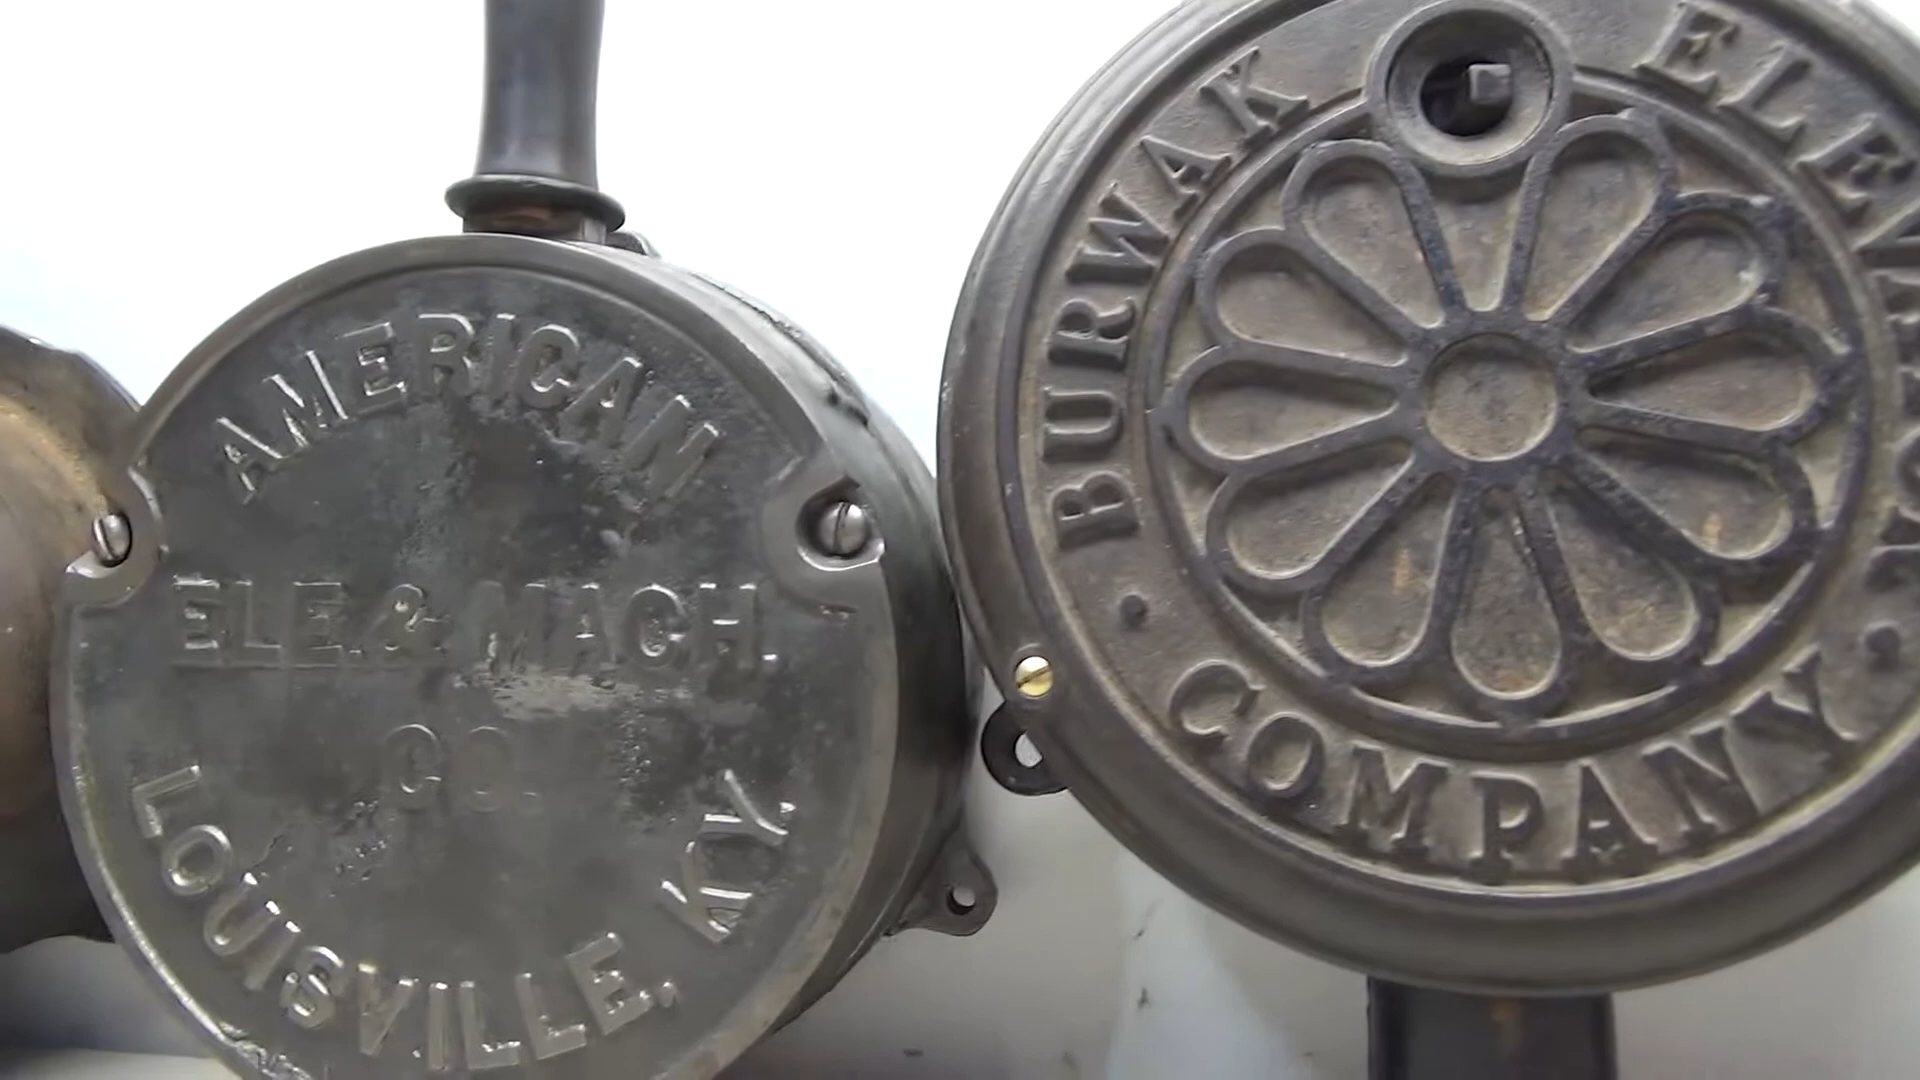 AMERICAN
ELE. & MACH.
CO.
LOUISVILLE, KY.
BURWAK ELEVATOR
COMPANY